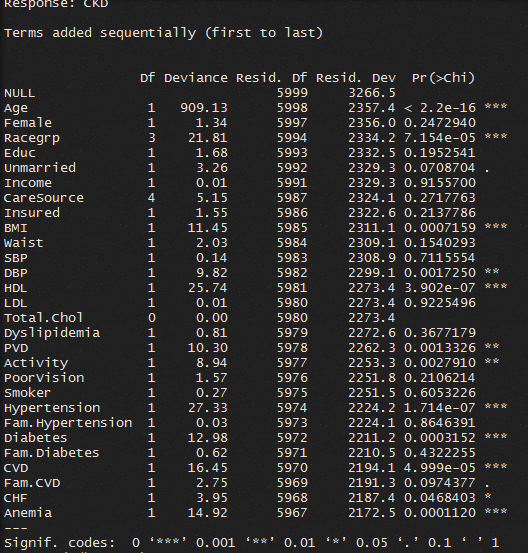 Response: CKD
Terms added sequentially (first to last)
Df Deviance Resid. Df Resid. Dev Pr(>Chi)
NULL 5999 3266.5
Age 1 909.13 5998 2357.4 < 2.2e-16 ***
Female 1 1.34 5997 2356.0 0.2472940
Racegrp 3 21.81 5994 2334.2 7.154e-05 ***
Educ 1 1.68 5993 2332.5 0.1952541
Unmarried 1 3.26 5992 2329.3 0.0708704 .
Income 1 0.01 5991 2329.3 0.9155700
CareSource 4 5.15 5987 2324.1 0.2717763
Insured 1 1.55 5986 2322.6 0.2137786
BMI 1 11.45 5985 2311.1 0.0007159 ***
Waist 1 2.03 5984 2309.1 0.1540293
SBP 1 0.14 5983 2308.9 0.7115554
DBP 1 9.82 5982 2299.1 0.0017250 **
HDL 1 25.74 5981 2273.4 3.902e-07 ***
LDL 1 0.01 5980 2273.4 0.9225496
Total.Chol 0 0.00 5980 2273.4
Dyslipidemia 1 0.81 5979 2272.6 0.3677179
PVD 1 10.30 5978 2262.3 0.0013326 **
Activity 1 8.94 5977 2253.3 0.0027910 **
PoorVision 1 1.57 5976 2251.8 0.2106214
Smoker 1 0.27 5975 2251.5 0.6053226
Hypertension 1 27.33 5974 2224.2 1.714e-07 ***
Fam.Hypertension 1 0.03 5973 2224.1 0.8646391
Diabetes 1 12.98 5972 2211.2 0.0003152 ***
Fam.Diabetes 1 0.62 5971 2210.5 0.4322255
CVD 1 16.45 5970 2194.1 4.999e-05 ***
Fam.CVD 1 2.75 5969 2191.3 0.0974377 .
CHF 1 3.95 5968 2187.4 0.0468403 *
Anemia 1 14.92 5967 2172.5 0.0001120 ***
---
Signif. codes: 0 ‘***’ 0.001 ‘**’ 0.01 ‘*’ 0.05 ‘.’ 0.1 ‘ ’ 1